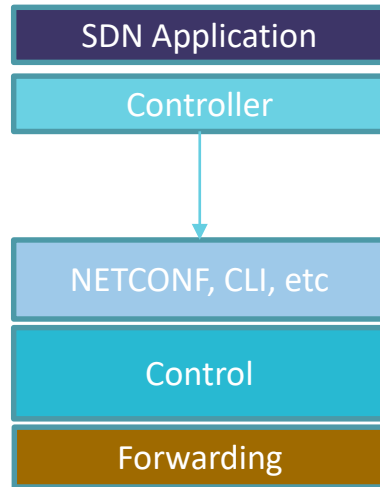 SDN Application
Controller
NETCONF, CLI, etc
Control
Forwarding